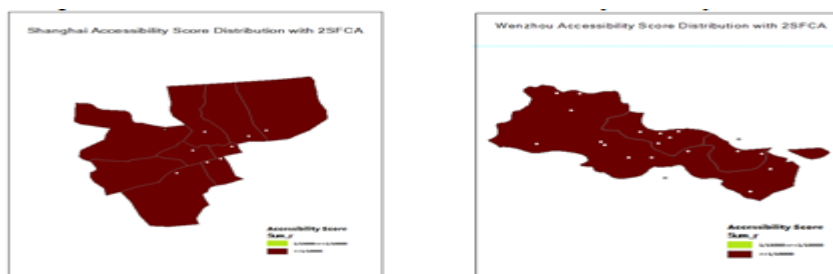 Shanghai Accessibility Score Distribution with 2SFCA
Accessibility Score
Sum_r
Wenzhou Accessibility Score Distribution with 2SFCA
Accessibility Score
Sum_r